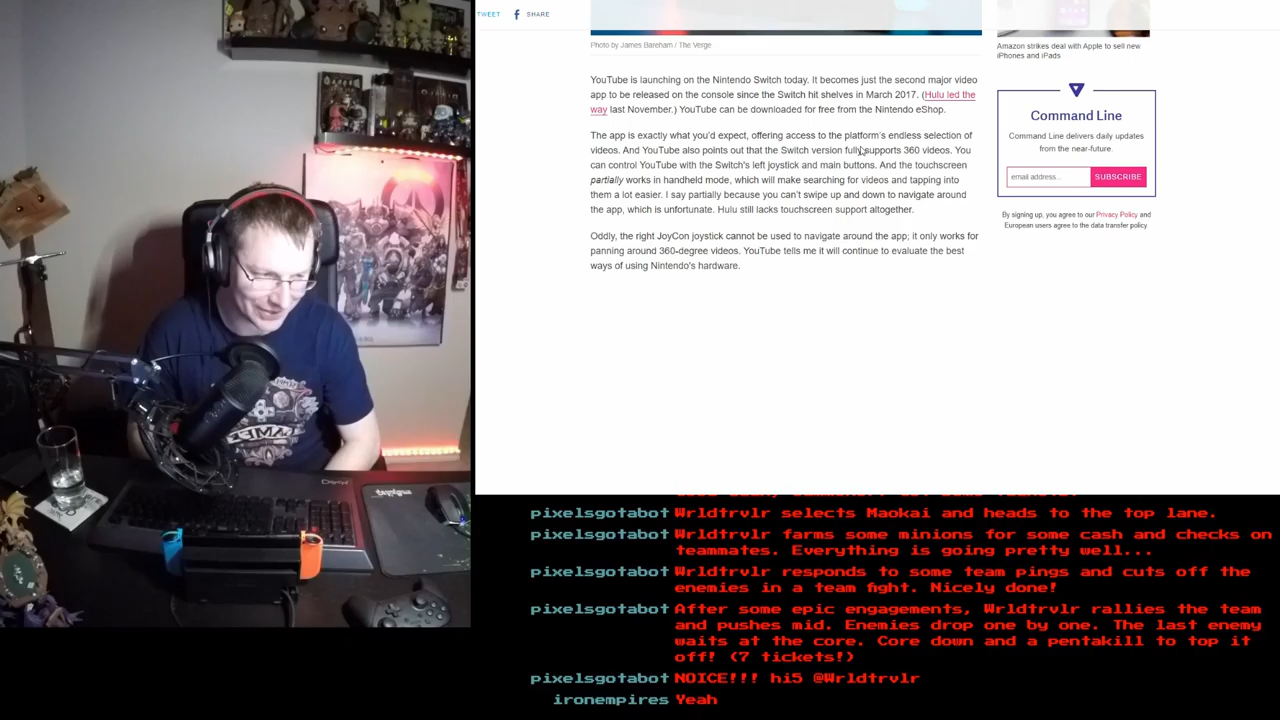 TWEET SHARE
Photo by James Bareham / The Verge
YouTube is launching on the Nintendo Switch today. It becomes just the second major video
app to be released on the console since the Switch hit shelves in March 2017. (Hulu led the
way last November.) YouTube can be downloaded for free from the Nintendo eShop.
The app is exactly what you'd expect, offering access to the platform's endless selection of
videos. And YouTube also points out that the Switch version fully supports 360 videos. You
can control YouTube with the Switch's left joystick and main buttons. And the touchscreen
partially works in handheld mode, which will make searching for videos and tapping into
them a lot easier. I say partially because you can't swipe up and down to navigate around
the app, which is unfortunate. Hulu still lacks touchscreen support altogether.
Oddly, the right JoyCon joystick cannot be used to navigate around the app; it only works for
panning around 360-degree videos. YouTube tells me it will continue to evaluate the best
ways of using Nintendo's hardware.
Amazon strikes deal with Apple to sell new
iPhones and iPads
Command Line
Command Line delivers daily updates
from the near-future.
email address... SUBSCRIBE
By signing up, you agree to our Privacy Policy and
European users agree to the data transfer policy
pixelsgotabot Wrldtrvlr selects Maokai and heads to the top lane.
pixelsgotabot Wrldtrvlr farms some minions for some cash and checks on
teammates. Everything is going pretty well...
pixelsgotabot Wrldtrvlr responds to some team pings and cuts off the
enemies in a team fight. Nicely done!
pixelsgotabot After some epic engagements, Wrldtrvlr rallies the team
and pushes mid. Enemies drop one by one. The last enemy
waits at the core. Core down and a pentakill to top it
off! (7 tickets!)
pixelsgotabot NOICE!!! hi5 @Wrldtrvlr
ironempires Yeah